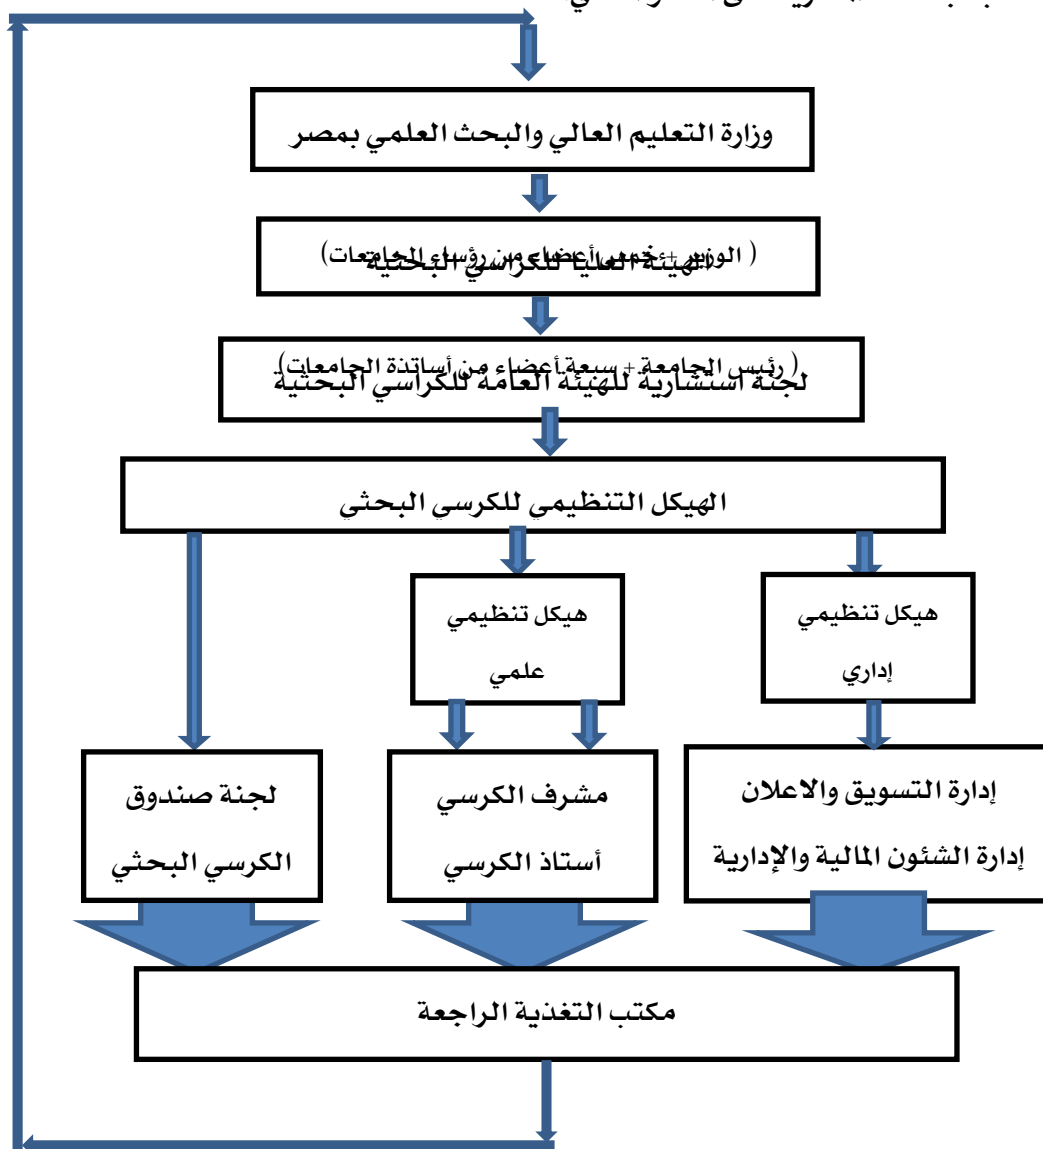 وزارة التعليم العالي والبحث العلمي بمصر
الهيئة العليا للكراسي البحثية
( الوزير + خمس أعضاء من رؤساء الجامعات)
لجنة استشارية للهيئة العامة للكراسي البحثية
( رئيس الجامعة + سبعة أعضاء من أساتذة الجامعات)
الهيكل التنظيمي للكرسي البحثي
هيكل تنظيمي
إداري
هيكل تنظيمي
علمي
إدارة التسويق والاعلان
إدارة الشئون المالية والإدارية
مشرف الكرسي
أستاذ الكرسي
لجنة صندوق
الكرسي البحثي
مكتب التغذية الراجعة